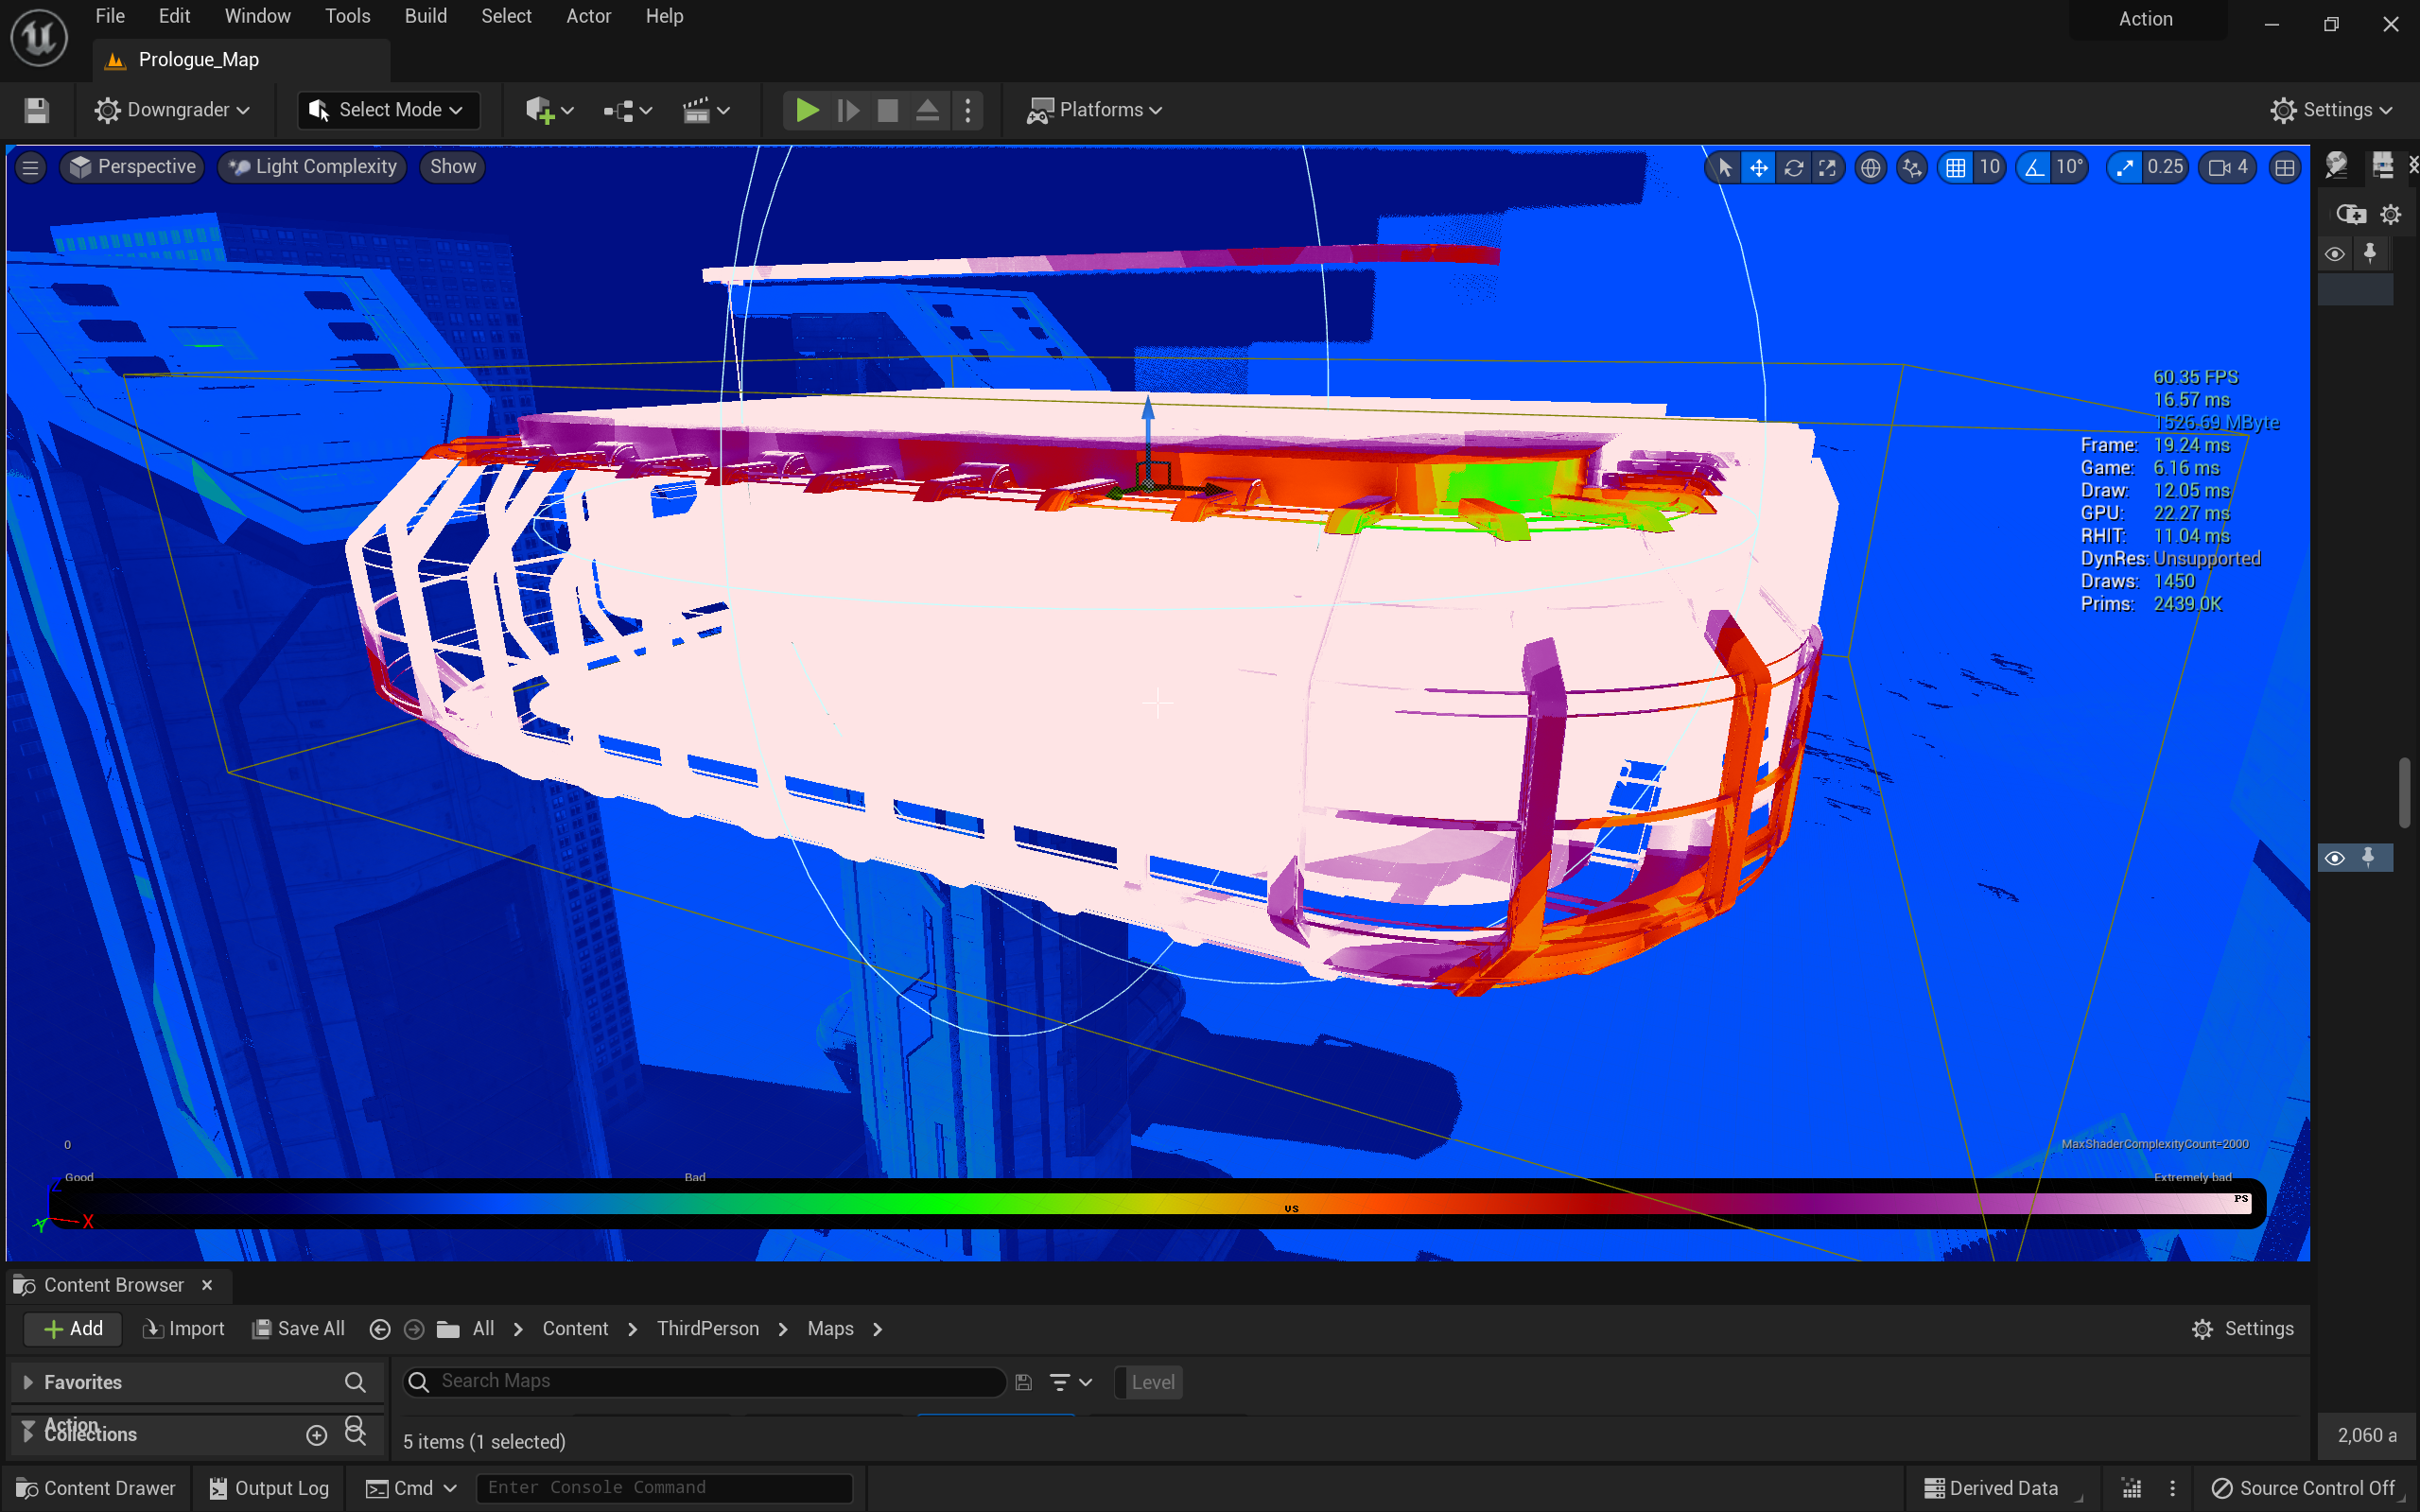 File Edit Window Tools Build Select Actor Help
Action
Prologue_Map
Downgrader
Select Mode
Platforms
Settings
Perspective
Light Complexity
Show
10
10°
0.25
4
60.35 FPS
16.57 ms
1526.69 MByte
Frame: 19.24 ms
Game: 6.16 ms
Draw: 12.05 ms
GPU: 22.27 ms
RHIT: 11.04 ms
DynRes: Unsupported
Draws: 1450
Prims: 2439.0K
0
MaxShaderComplexityCount=2000
Good
Bad
Extremely bad
PS
VS
Y
X
Content Browser
Add
Import
Save All
All
Content
ThirdPerson
Maps
Settings
Favorites
Search Maps
Level
Action
Collections
5 items (1 selected)
2,060 a
Content Drawer
Output Log
Cmd
Enter Console Command
Derived Data
Source Control Off